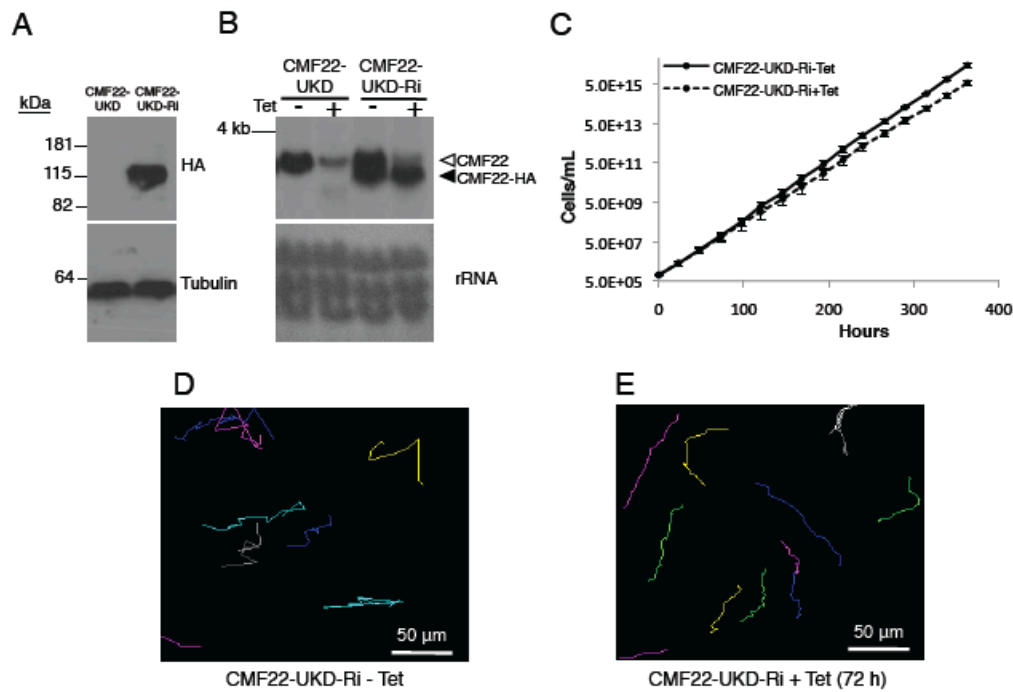 A
kDa
CMF22-
UKD
CMF22-
UKD-Ri
181
115
82
HA
64
Tubulin
B
CMF22-
UKD
CMF22-
UKD-Ri
Tet
- + - +
4 kb
CMF22
CMF22-HA
rRNA
C
CMF22-UKD-Ri-Tet
CMF22-UKD-Ri+Tet
Cells/mL
5.0E+15
5.0E+13
5.0E+11
5.0E+09
5.0E+07
5.0E+05
0 100 200 300 400
Hours
D
50 µm
CMF22-UKD-Ri - Tet
E
50 µm
CMF22-UKD-Ri + Tet (72 h)